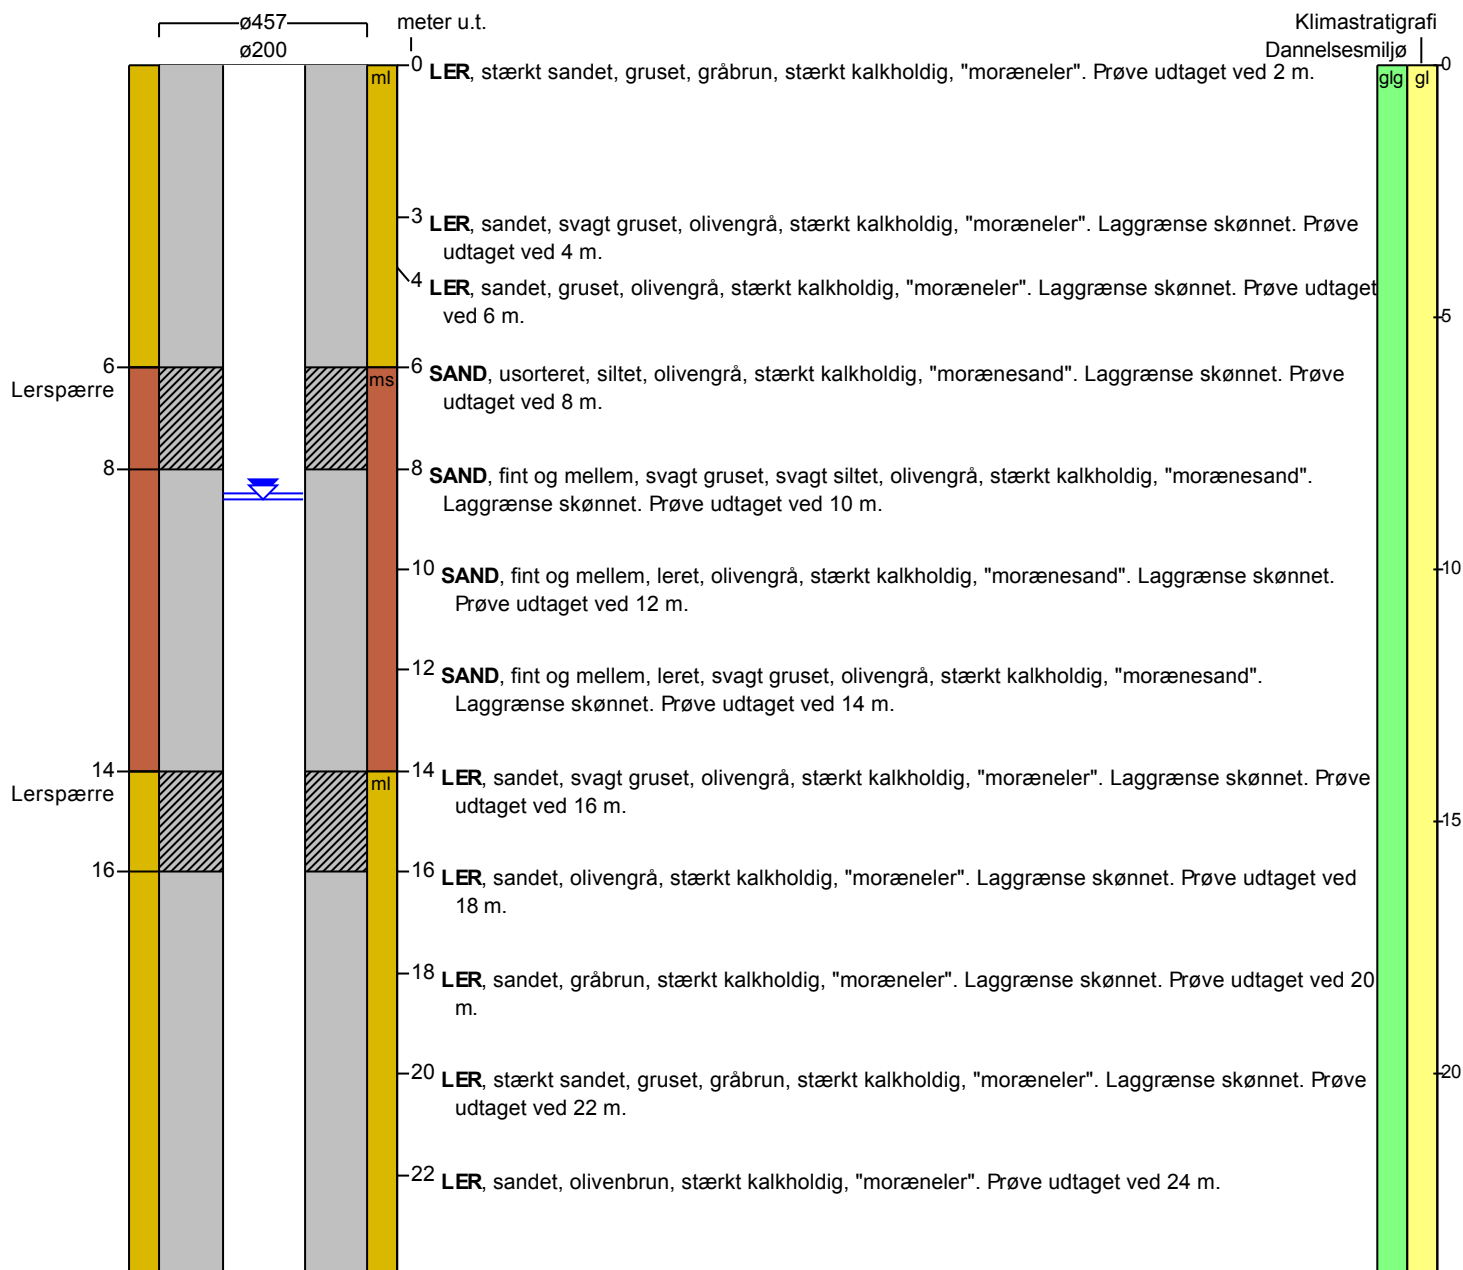 ø457
meter u.t.
Klimastratigrafi
ø200
Dannelsesmiljø
0
LER, stærkt sandet, gruset, gråbrun, stærkt kalkholdig, "moræneler". Prøve udtaget ved 2 m.
0
ml
glg
gl
3
LER, sandet, svagt gruset, olivengrå, stærkt kalkholdig, "moræneler". Laggrænse skønnet. Prøve
udtaget ved 4 m.
4
LER, sandet, gruset, olivengrå, stærkt kalkholdig, "moræneler". Laggrænse skønnet. Prøve udtaget
ved 6 m.
5
6
6
SAND, usorteret, siltet, olivengrå, stærkt kalkholdig, "morænesand". Laggrænse skønnet. Prøve
udtaget ved 8 m.
ms
Lerspærre
8
8
SAND, fint og mellem, svagt gruset, svagt siltet, olivengrå, stærkt kalkholdig, "morænesand".
Laggrænse skønnet. Prøve udtaget ved 10 m.
10
SAND, fint og mellem, leret, olivengrå, stærkt kalkholdig, "morænesand". Laggrænse skønnet.
Prøve udtaget ved 12 m.
10
12
SAND, fint og mellem, leret, svagt gruset, olivengrå, stærkt kalkholdig, "morænesand".
Laggrænse skønnet. Prøve udtaget ved 14 m.
14
14
LER, sandet, svagt gruset, olivengrå, stærkt kalkholdig, "moræneler". Laggrænse skønnet. Prøve
udtaget ved 16 m.
ml
Lerspærre
15
16
16
LER, sandet, olivengrå, stærkt kalkholdig, "moræneler". Laggrænse skønnet. Prøve udtaget ved
18 m.
18
LER, sandet, gråbrun, stærkt kalkholdig, "moræneler". Laggrænse skønnet. Prøve udtaget ved 20
m.
20
LER, stærkt sandet, gruset, gråbrun, stærkt kalkholdig, "moræneler". Laggrænse skønnet. Prøve
udtaget ved 22 m.
20
22
LER, sandet, olivenbrun, stærkt kalkholdig, "moræneler". Prøve udtaget ved 24 m.